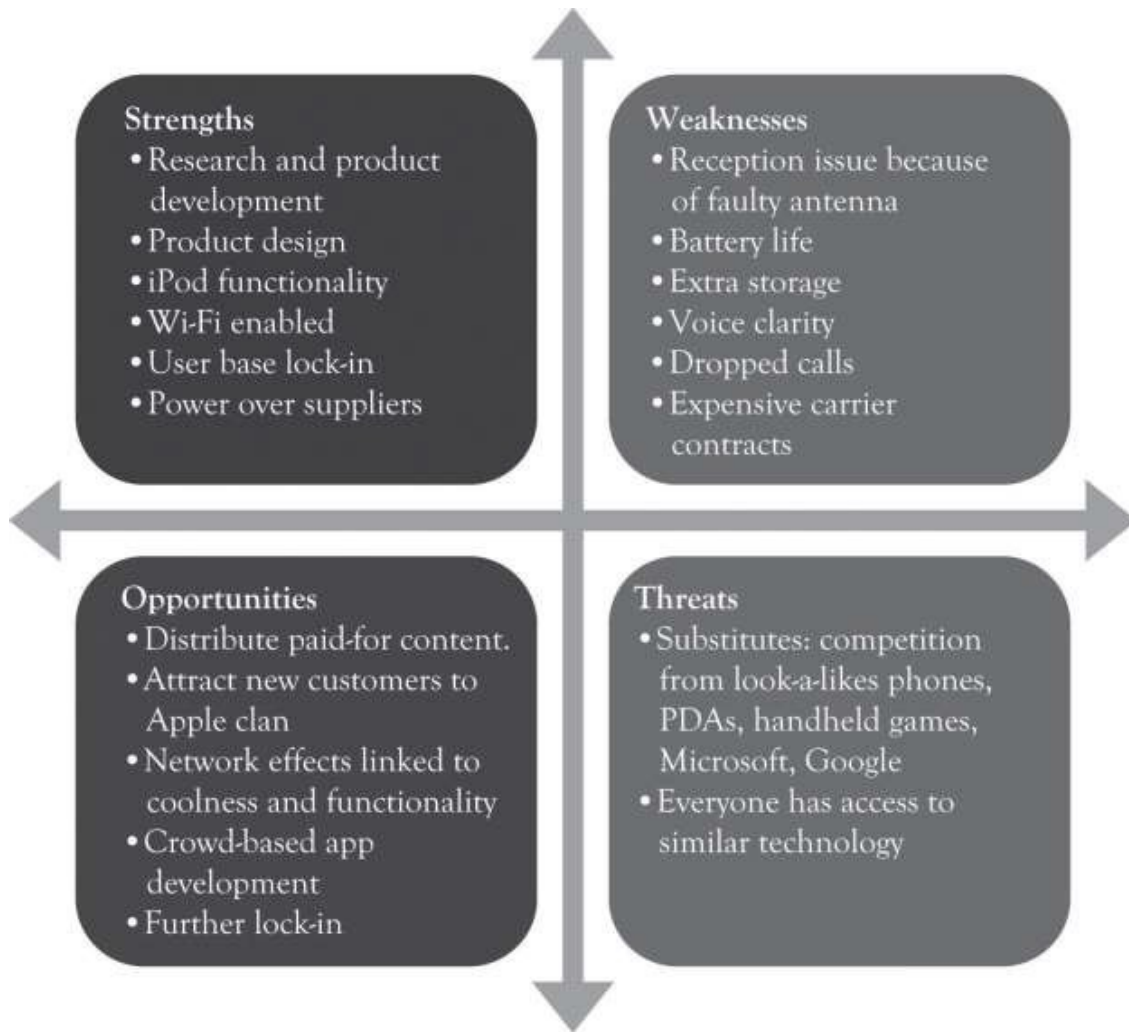 Strengths
• Research and product
development
• Product design
• iPod functionality
• Wi-Fi enabled
• User base lock-in
• Power over suppliers
Weaknesses
• Reception issue because
of faulty antenna
• Battery life
• Extra storage
• Voice clarity
• Dropped calls
• Expensive carrier
contracts
Opportunities
• Distribute paid-for content.
• Attract new customers to
Apple clan
• Network effects linked to
coolness and functionality
• Crowd-based app
development
• Further lock-in
Threats
• Substitutes: competition
from look-a-likes phones,
PDAs, handheld games,
Microsoft, Google
• Everyone has access to
similar technology